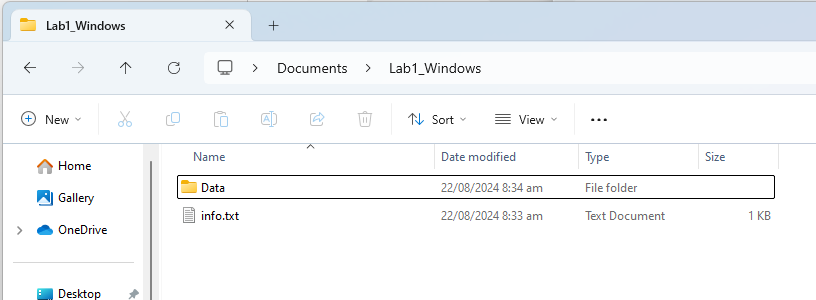 Lab1_Windows
Documents Lab1_Windows
New Sort View
Name Date modified Type Size
Home
Gallery
OneDrive
Desktop
Data 22/08/2024 8:34 am File folder
info.txt 22/08/2024 8:33 am Text Document 1 KB